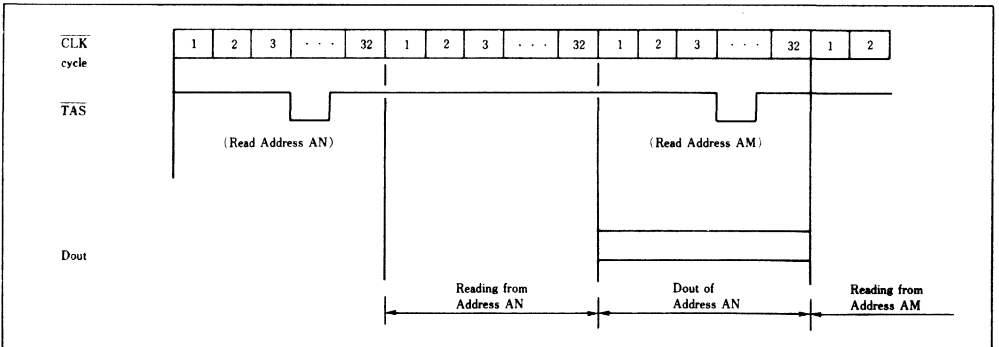 CLK 1 2 3 · · · 32 1 2 3 · · · 32 1 2 3 · · · 32 1 2
cycle
TAS
(Read Address AN) (Read Address AM)
Dout
Reading from Dout of Reading from
Address AN Address AN Address AM